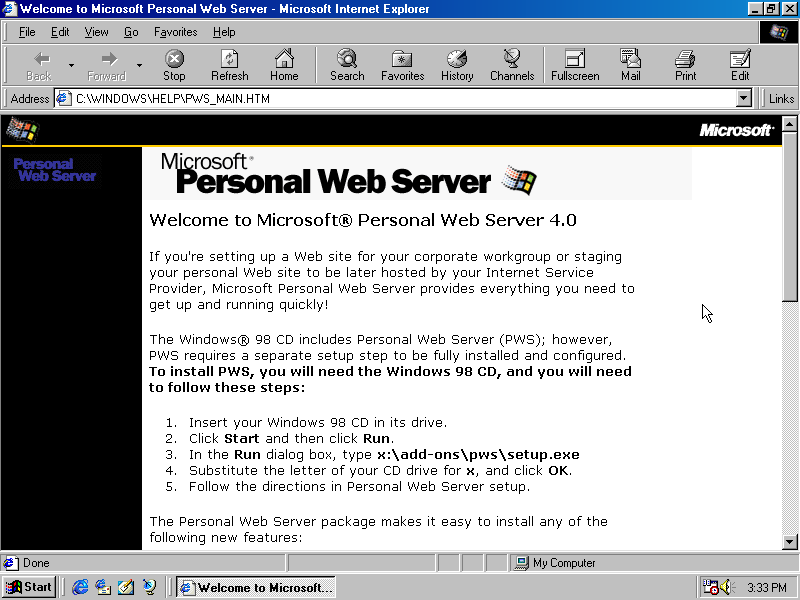 Welcome to Microsoft Personal Web Server - Microsoft Internet Explorer
File Edit View Go Favorites Help
Back Forward Stop Refresh Home Search Favorites History Channels Fullscreen Mail Print Edit
Address C:\WINDOWS\HELP\PWS_MAIN.HTM Links
Microsoft
Personal
Web Server
Microsoft®
Personal Web Server
Welcome to Microsoft® Personal Web Server 4.0
If you're setting up a Web site for your corporate workgroup or staging
your personal Web site to be later hosted by your Internet Service
Provider, Microsoft Personal Web Server provides everything you need to
get up and running quickly!
The Windows® 98 CD includes Personal Web Server (PWS); however,
PWS requires a separate setup step to be fully installed and configured.
To install PWS, you will need the Windows 98 CD, and you will need
to follow these steps:
1. Insert your Windows 98 CD in its drive.
2. Click Start and then click Run.
3. In the Run dialog box, type x:\add-ons\pws\setup.exe
4. Substitute the letter of your CD drive for x, and click OK.
5. Follow the directions in Personal Web Server setup.
The Personal Web Server package makes it easy to install any of the
following new features:
Done My Computer
Start Welcome to Microsoft... 3:33 PM